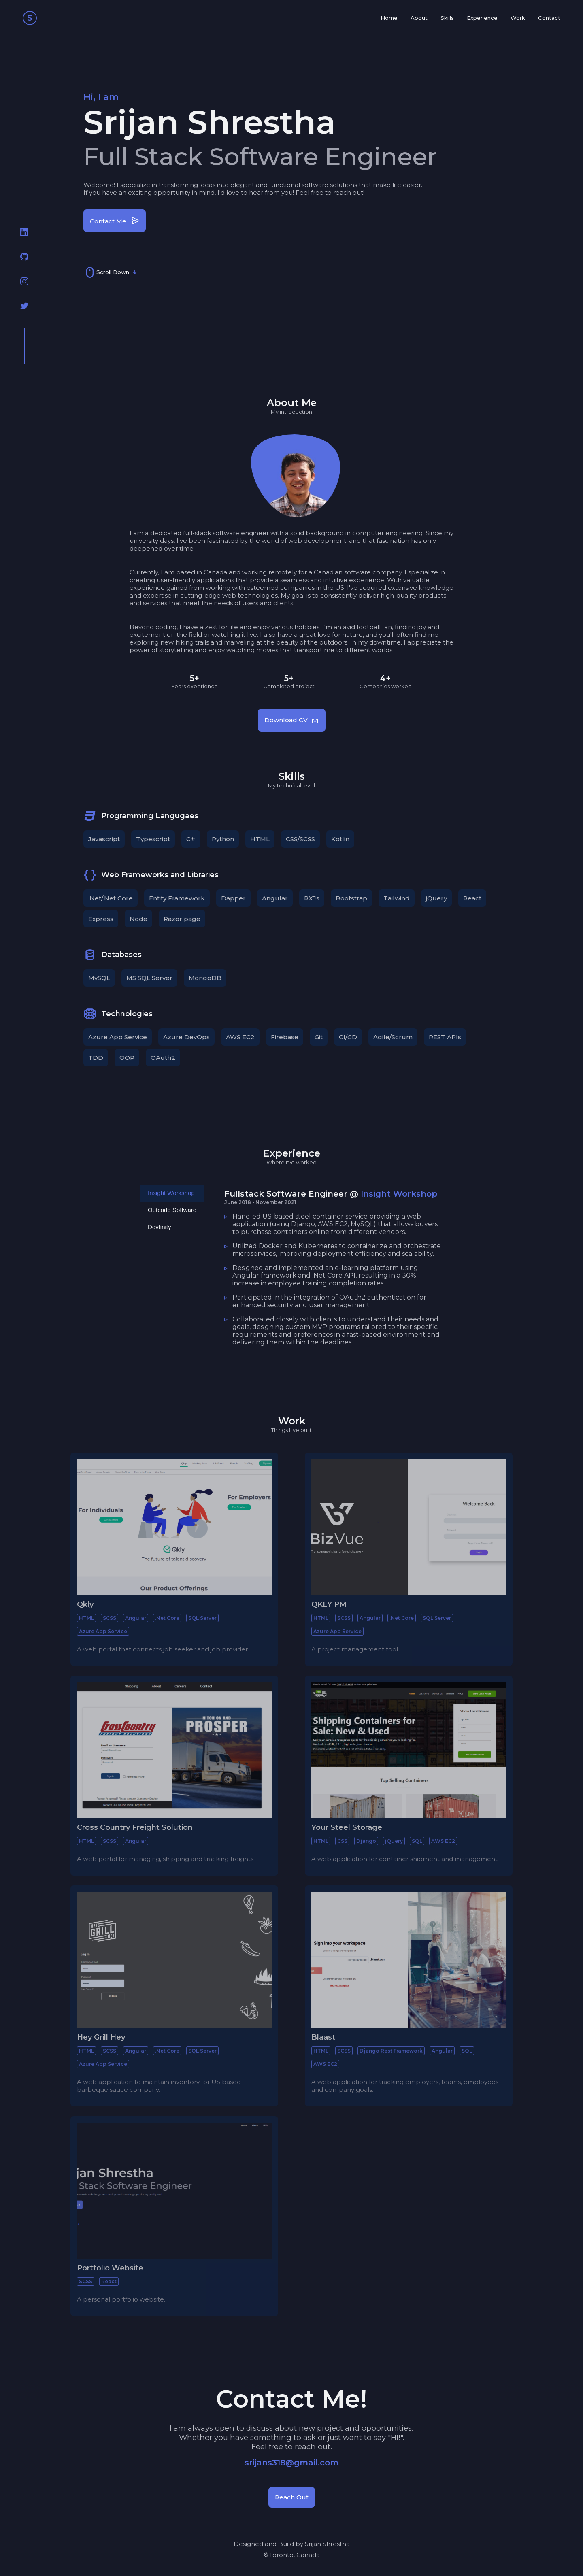 S
Home About Skills Experience Work Contact
Hi, I am
Srijan Shrestha
Full Stack Software Engineer
Welcome! I specialize in transforming ideas into elegant and functional software solutions that make life easier.
If you have an exciting opportunity in mind, I'd love to hear from you! Feel free to reach out!
Contact Me
Scroll Down
About Me
My introduction
I am a dedicated full-stack software engineer with a solid background in computer engineering. Since my
university days, I've been fascinated by the world of web development, and that fascination has only
deepened over time.
Currently, I am based in Canada and working remotely for a Canadian software company. I specialize in
creating user-friendly applications that provide a seamless and intuitive experience. With valuable
experience gained from working with esteemed companies in the US, I've acquired extensive knowledge
and expertise in cutting-edge web technologies. My goal is to consistently deliver high-quality products
and services that meet the needs of users and clients.
Beyond coding, I have a zest for life and enjoy various hobbies. I'm an avid football fan, finding joy and
excitement on the field or watching it live. I also have a great love for nature, and you'll often find me
exploring new hiking trails and marveling at the beauty of the outdoors. In my downtime, I appreciate the
power of storytelling and enjoy watching movies that transport me to different worlds.
5+ 5+ 4+
Years experience Completed project Companies worked
Download CV
Skills
My technical level
Programming Langugaes
Javascript Typescript C# Python HTML CSS/SCSS Kotlin
Web Frameworks and Libraries
.Net/.Net Core Entity Framework Dapper Angular RXJs Bootstrap Tailwind jQuery React
Express Node Razor page
Databases
MySQL MS SQL Server MongoDB
Technologies
Azure App Service Azure DevOps AWS EC2 Firebase Git CI/CD Agile/Scrum REST APIs
TDD OOP OAuth2
Experience
Where I've worked
Insight Workshop
Outcode Software
Devfinity
Fullstack Software Engineer @ Insight Workshop
June 2018 - November 2021
Handled US-based steel container service providing a web
application (using Django, AWS EC2, MySQL) that allows buyers
to purchase containers online from different vendors.
Utilized Docker and Kubernetes to containerize and orchestrate
microservices, improving deployment efficiency and scalability.
Designed and implemented an e-learning platform using
Angular framework and .Net Core API, resulting in a 30%
increase in employee training completion rates.
Participated in the integration of OAuth2 authentication for
enhanced security and user management.
Collaborated closely with clients to understand their needs and
goals, designing custom MVP programs tailored to their specific
requirements and preferences in a fast-paced environment and
delivering them within the deadlines.
Work
Things I've built
For Individuals
For Employers
Qkly
The future of talent discovery
Our Product Offerings
Qkly
HTML SCSS Angular .Net Core SQL Server
Azure App Service
A web portal that connects job seeker and job provider.
BizVue
Welcome Back
QKLY PM
HTML SCSS Angular .Net Core SQL Server
Azure App Service
A project management tool.
Shipping About Careers Contact
CrossCountry
FREIGHT SOLUTIONS
HITCH ON AND
PROSPER
Cross Country Freight Solution
HTML SCSS Angular
A web portal for managing, shipping and tracking freights.
Shipping Containers for
Sale: New & Used
Top Selling Containers
Your Steel Storage
HTML CSS Django jQuery SQL AWS EC2
A web application for container shipment and management.
GRILL
Log In
Hey Grill Hey
HTML SCSS Angular .Net Core SQL Server
Azure App Service
A web application to maintain inventory for US based
barbeque sauce company.
Sign into your workspace
Blaast
HTML SCSS Django Rest Framework Angular SQL
AWS EC2
A web application for tracking employers, teams, employees
and company goals.
jan Shrestha
Stack Software Engineer
Portfolio Website
SCSS React
A personal portfolio website.
Contact Me!
I am always open to discuss about new project and opportunities.
Whether you have something to ask or just want to say "HI!".
Feel free to reach out.
srijans318@gmail.com
Reach Out
Designed and Build by Srijan Shrestha
Toronto, Canada